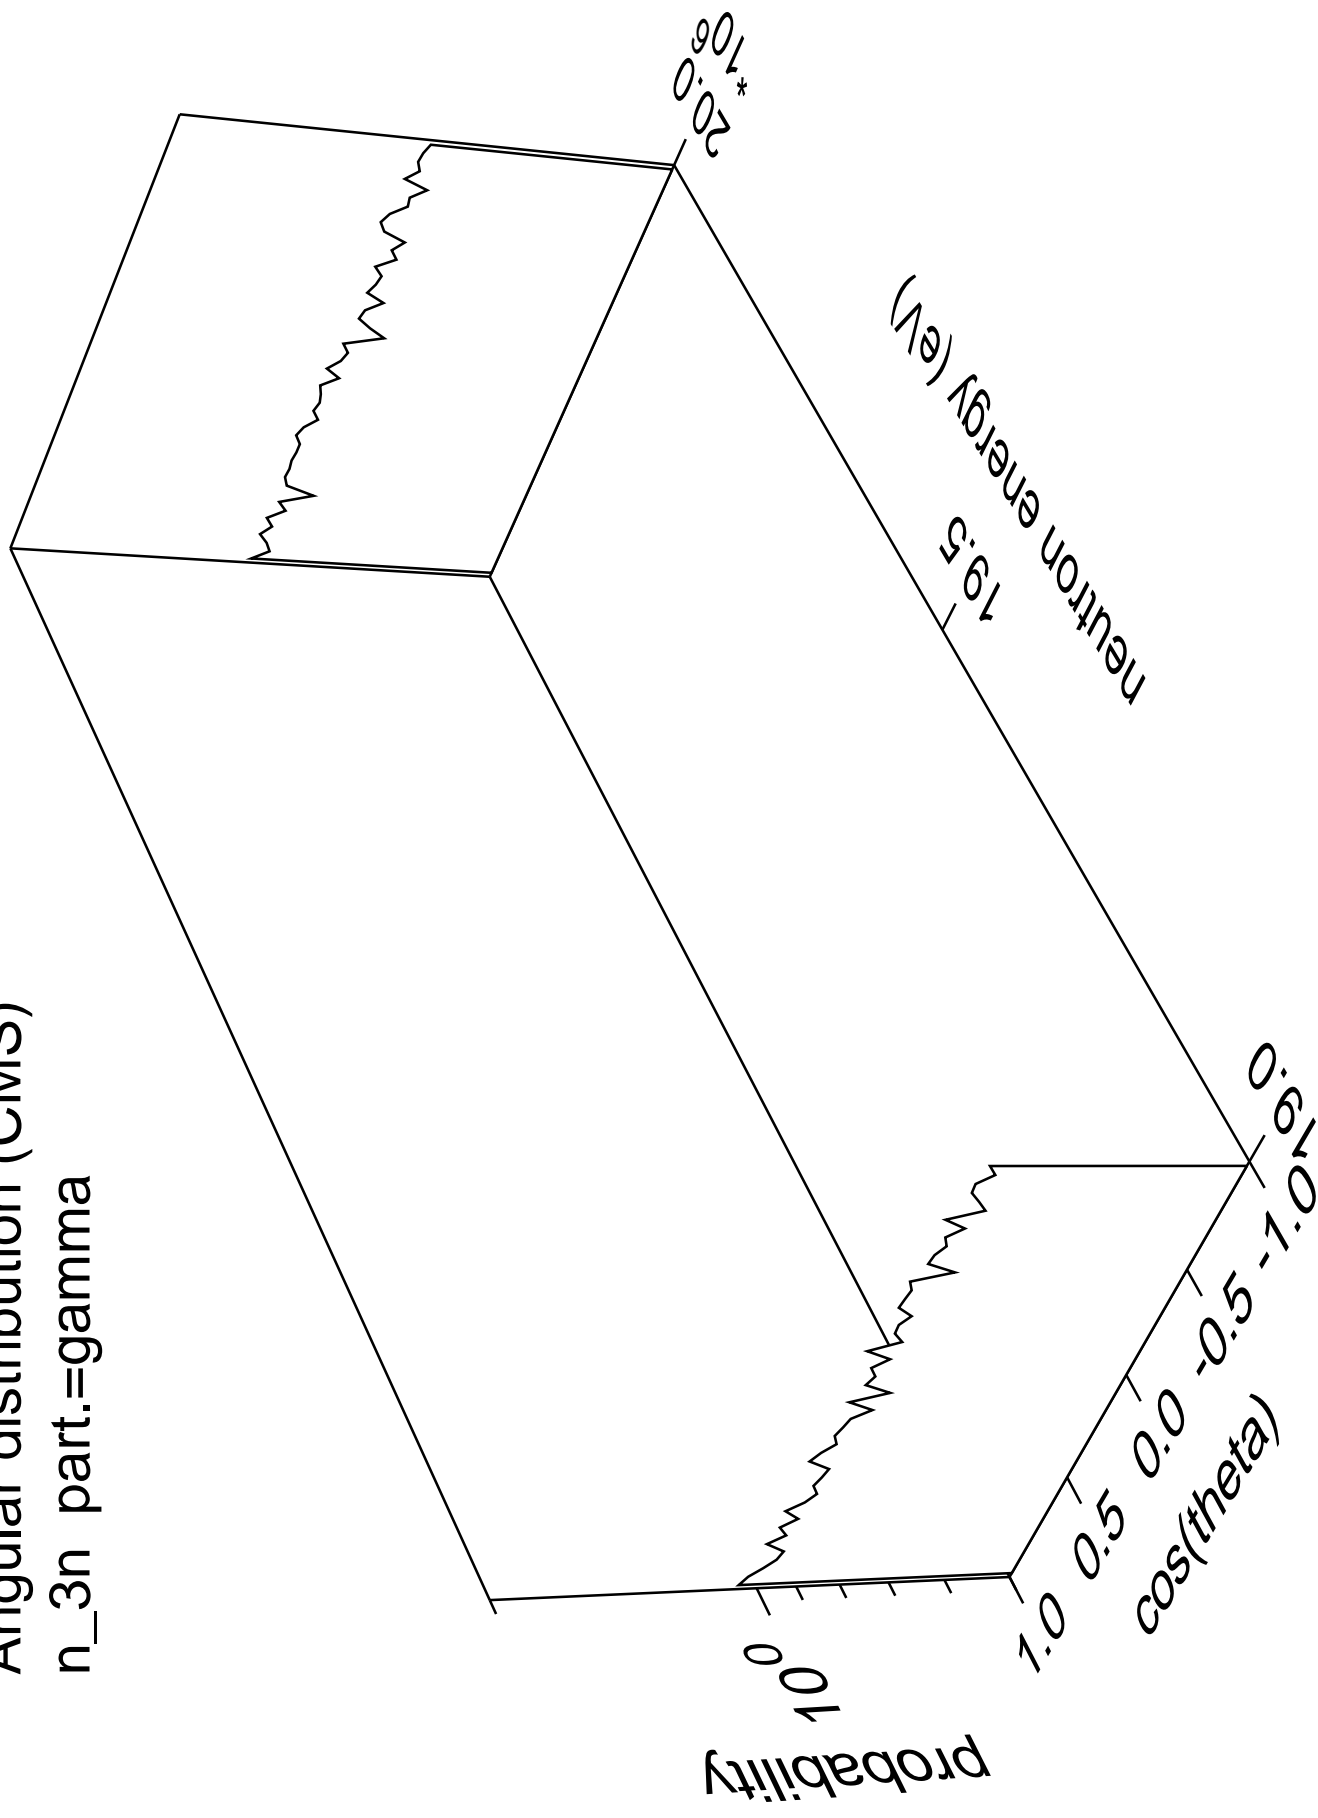 Angular distribution (CMS)
n_3n part.=gamma
probability
10^0
1.0 0.5 0.0 -0.5 -1.0
cos(theta)
19.0 19.5 20.0
*10^6
neutron energy (eV)